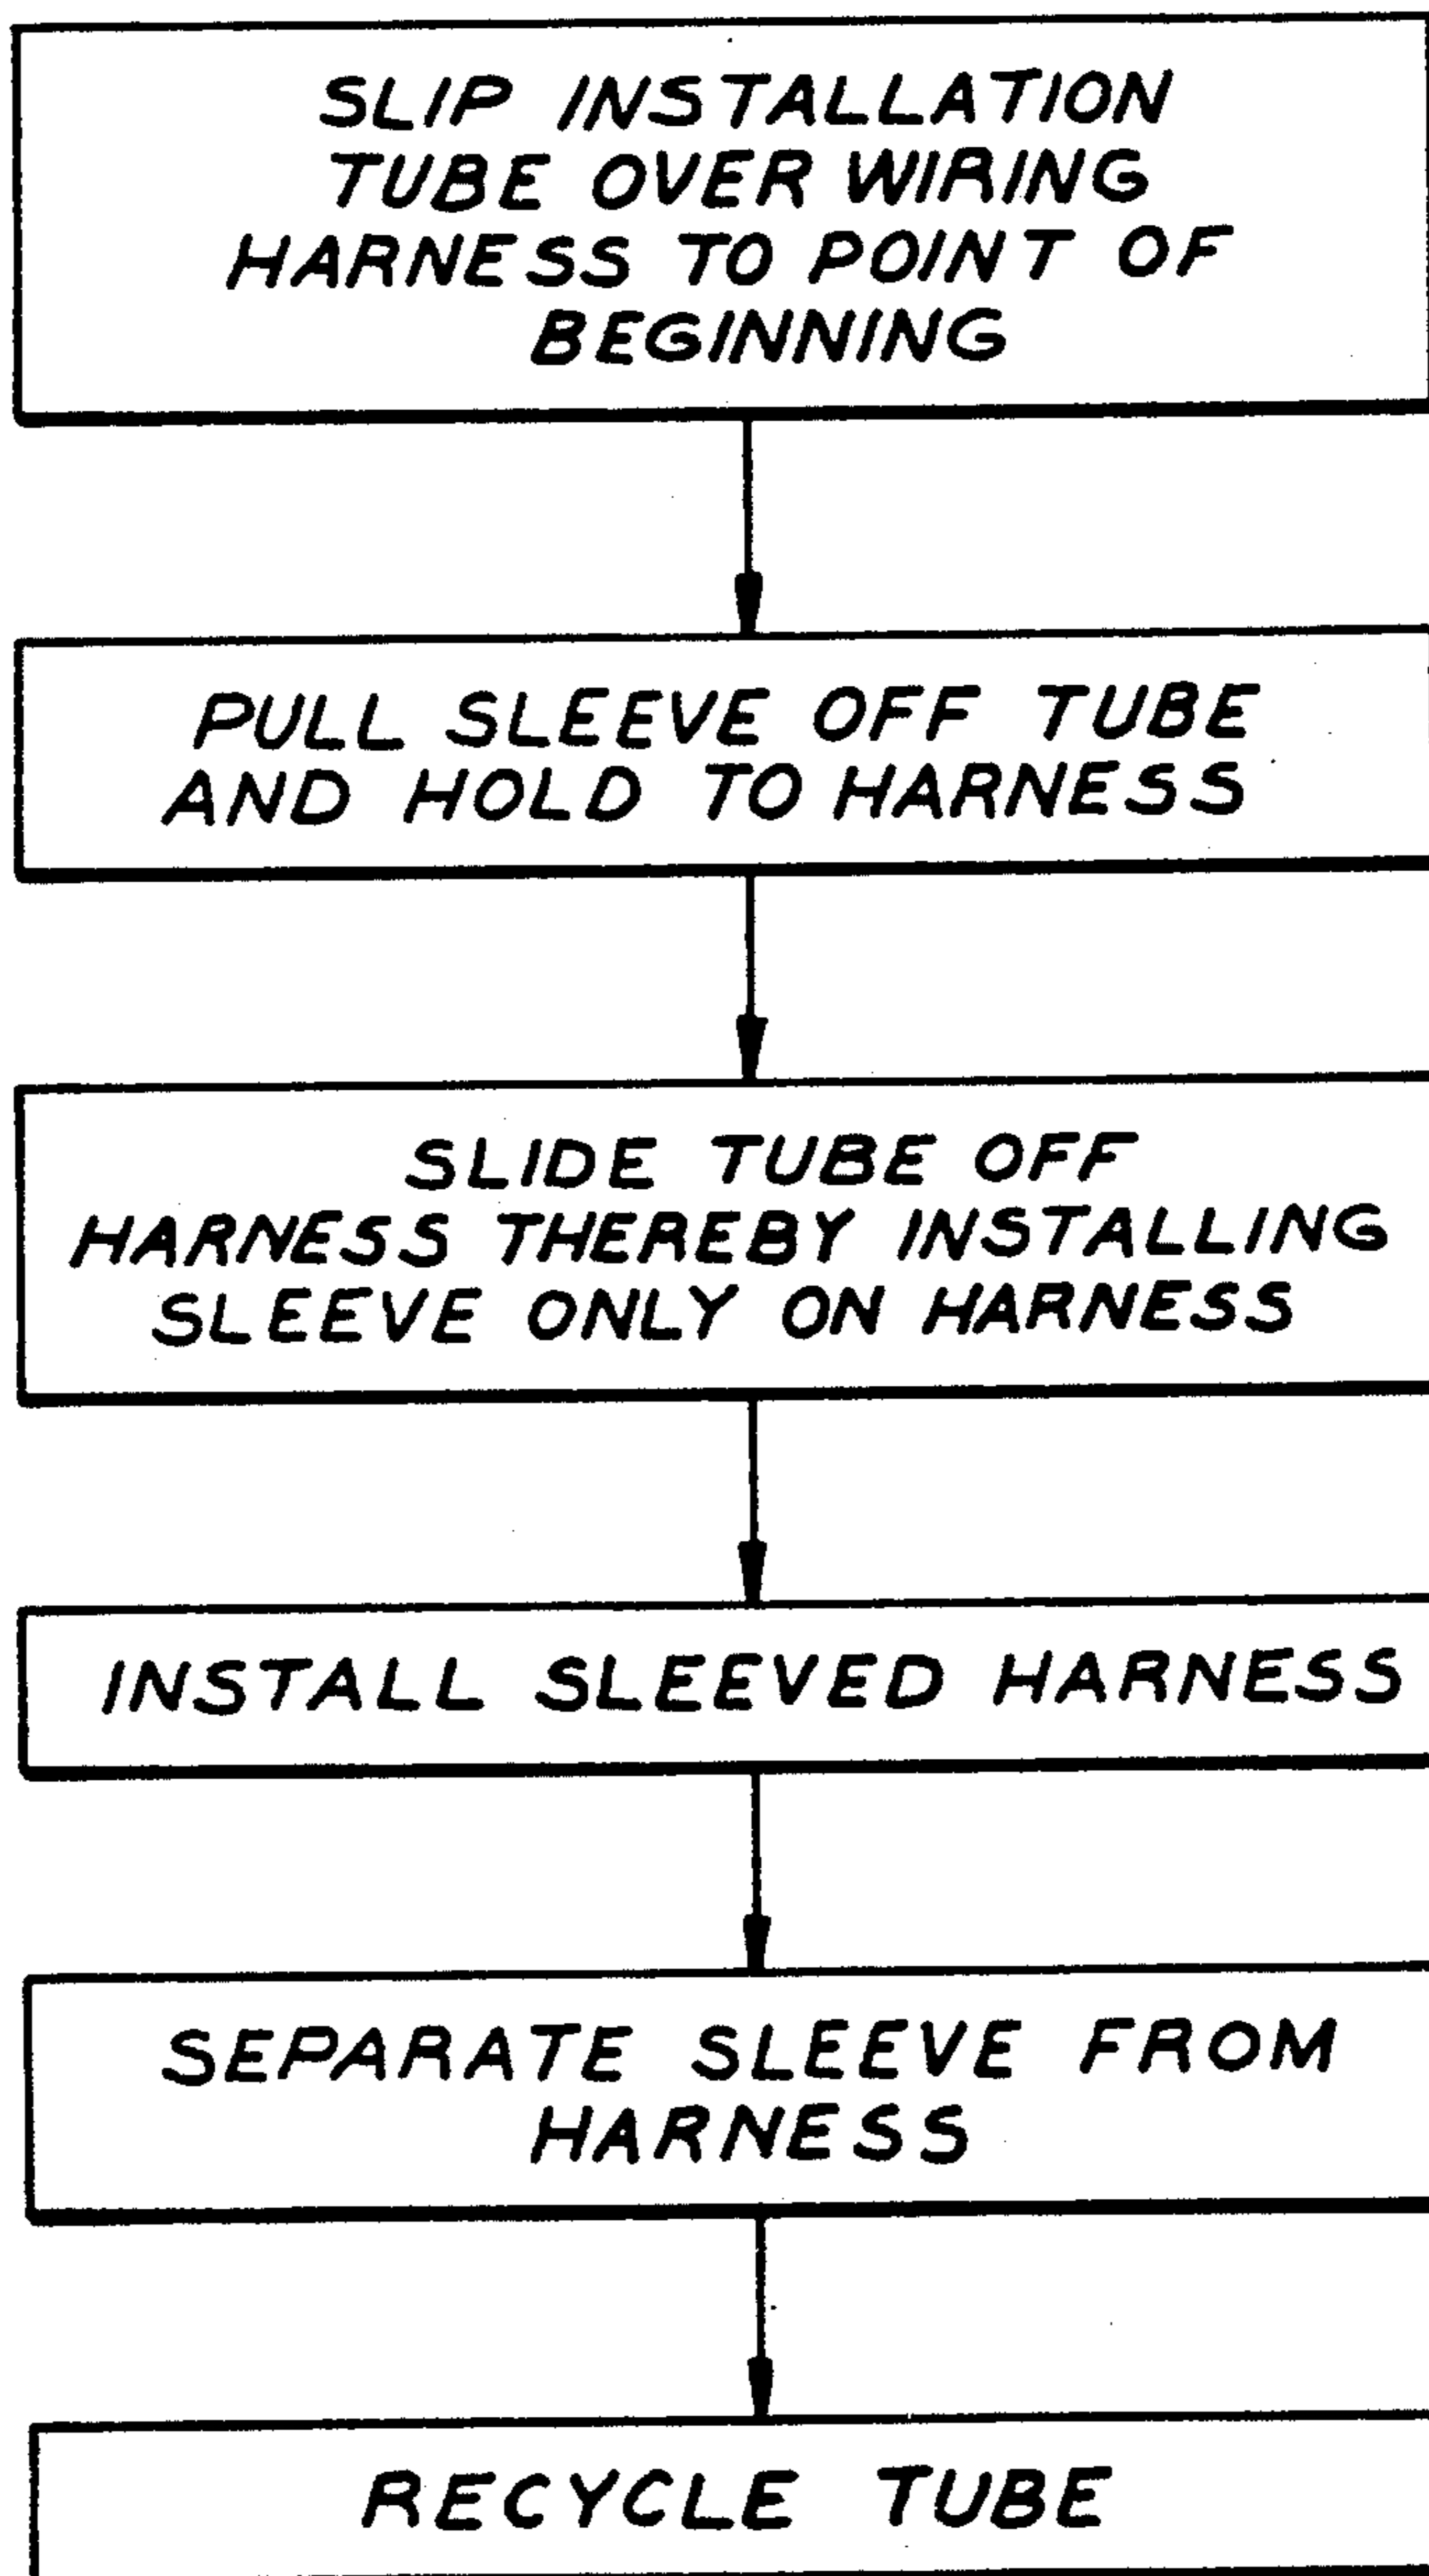 SLIP INSTALLATION
TUBE OVER WIRING
HARNESS TO POINT OF
BEGINNING
PULL SLEEVE OFF TUBE
AND HOLD TO HARNESS
SLIDE TUBE OFF
HARNESS THEREBY INSTALLING
SLEEVE ONLY ON HARNESS
INSTALL SLEEVED HARNESS
SEPARATE SLEEVE FROM
HARNESS
RECYCLE TUBE